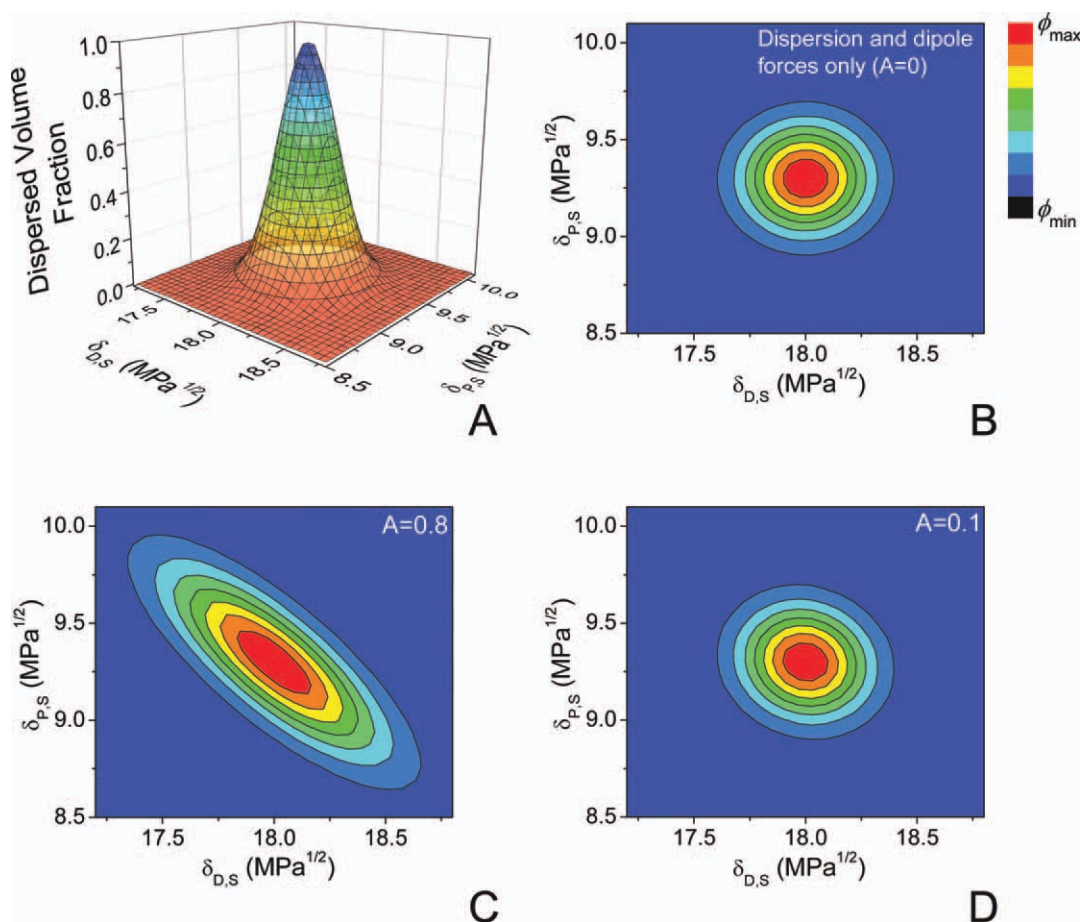 1.0
0.8
0.6
0.4
0.2
0.0
Dispersed Volume
Fraction
17.5
18.0
18.5
δD,S (MPa 1/2)
8.5
9.0
9.5
10.0
δP,S (MPa1/2)
A
Dispersion and dipole
forces only (A=0)
10.0
9.5
9.0
8.5
δP,S (MPa1/2)
17.5 18.0 18.5
δD,S (MPa1/2)
B
ϕmax
ϕmin
A=0.8
10.0
9.5
9.0
8.5
δP,S (MPa1/2)
17.5 18.0 18.5
δD,S (MPa1/2)
C
A=0.1
10.0
9.5
9.0
8.5
δP,S (MPa1/2)
17.5 18.0 18.5
δD,S (MPa1/2)
D